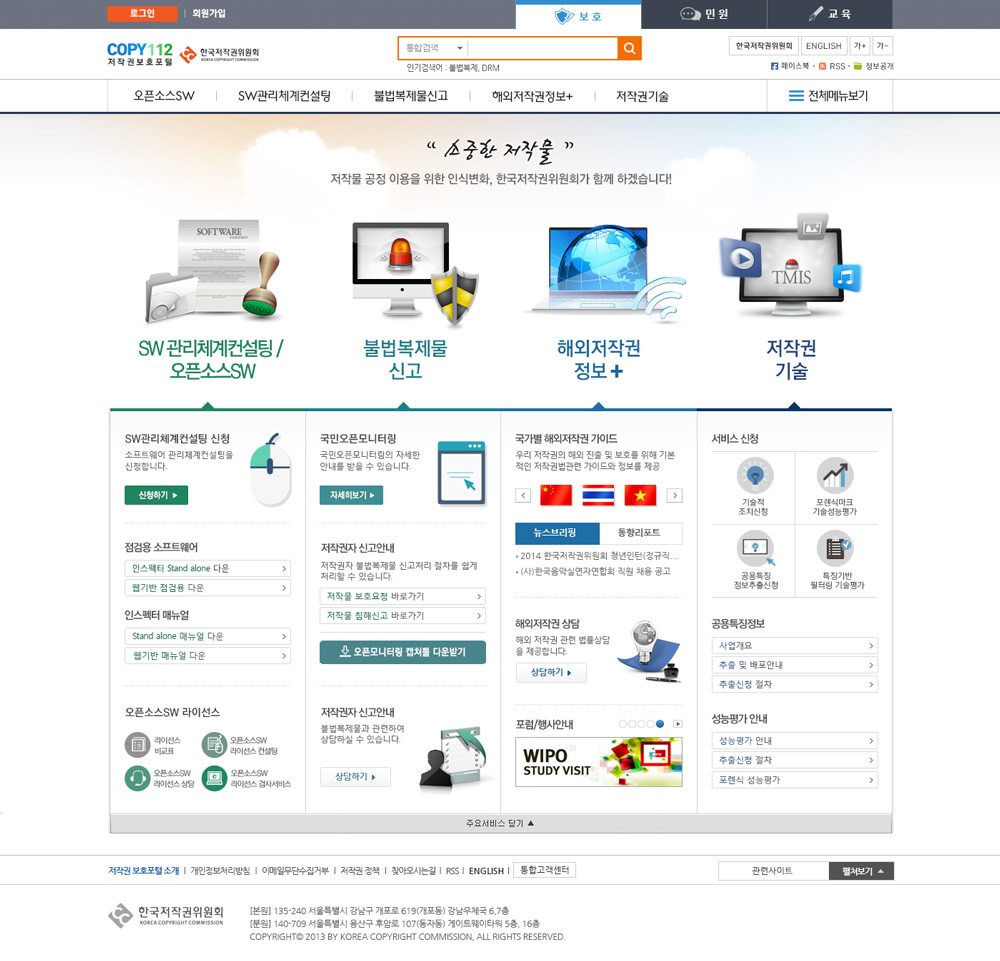 로그인
회원가입
보 호
민 원
교 육
COPY112
저작권보호포털
한국저작권위원회
KOREA COPYRIGHT COMMISSION
통합검색
인기검색어 : 불법복제, DRM
한국저작권위원회
ENGLISH
가+
가-
페이스북
RSS
정보공개
오픈소스SW
SW관리체계컨설팅
불법복제물신고
해외저작권정보+
저작권기술
전체메뉴보기
“ 소중한 저작물 ”
저작물 공정 이용을 위한 인식변화, 한국저작권위원회가 함께 하겠습니다!
SOFTWARE
TMIS
SW 관리체계컨설팅 /
오픈소스SW
불법복제물
신고
해외저작권
정보+
저작권
기술
SW관리체계컨설팅 신청
소프트웨어 관리체계컨설팅을
신청합니다.
신청하기
점검용 소프트웨어
인스펙터 Stand alone 다운
웹기반 점검용 다운
인스펙터 매뉴얼
Stand alone 매뉴얼 다운
웹기반 매뉴얼 다운
오픈소스SW 라이선스
라이선스
비교표
오픈소스SW
라이선스 컨설팅
오픈소스SW
라이선스 상담
오픈소스SW
라이선스 검사서비스
국민오픈모니터링
국민오픈모니터링의 자세한
안내를 받을 수 있습니다.
자세히보기
저작권자 신고안내
저작권자 불법복제물 신고처리 절차를 쉽게
처리할 수 있습니다.
저작물 보호요청 바로가기
저작물 침해신고 바로가기
오픈모니터링 캡쳐툴 다운받기
저작권자 신고안내
불법복제물과 관련하여
상담하실 수 있습니다.
상담하기
국가별 해외저작권 가이드
우리 저작권의 해외 진출 및 보호를 위해 기본
적인 저작권법관련 가이드와 정보를 제공
뉴스브리핑
동향리포트
2014 한국저작권위원회 청년인턴(정규직...
(사)한국음악실연자연합회 직원 채용 공고
해외저작권 상담
해외 저작권 관련 법률상담
을 제공합니다.
상담하기
포럼/행사안내
WIPO
STUDY VISIT
서비스 신청
기술적
조치신청
포렌식마크
기술성능평가
공용특징
정보추출신청
특징기반
필터링 기술평가
공용특징정보
사업개요
추출 및 배포안내
추출신청 절차
성능평가 안내
성능평가 안내
추출신청 절차
포렌식 성능평가
주요서비스 닫기 ▲
저작권 보호포털 소개 | 개인정보처리방침 | 이메일무단수집거부 | 저작권 정책 | 찾아오시는길 | RSS | ENGLISH | 통합고객센터
관련사이트
펼쳐보기 ▲
한국저작권위원회
KOREA COPYRIGHT COMMISSION
[본원] 135-240 서울특별시 강남구 개포로 619(개포동) 강남우체국 6,7층
[분원] 140-709 서울특별시 용산구 후암로 107(동자동) 게이트웨이타워 5층, 16층
COPYRIGHT© 2013 BY KOREA COPYRIGHT COMMISSION, ALL RIGHTS RESERVED.